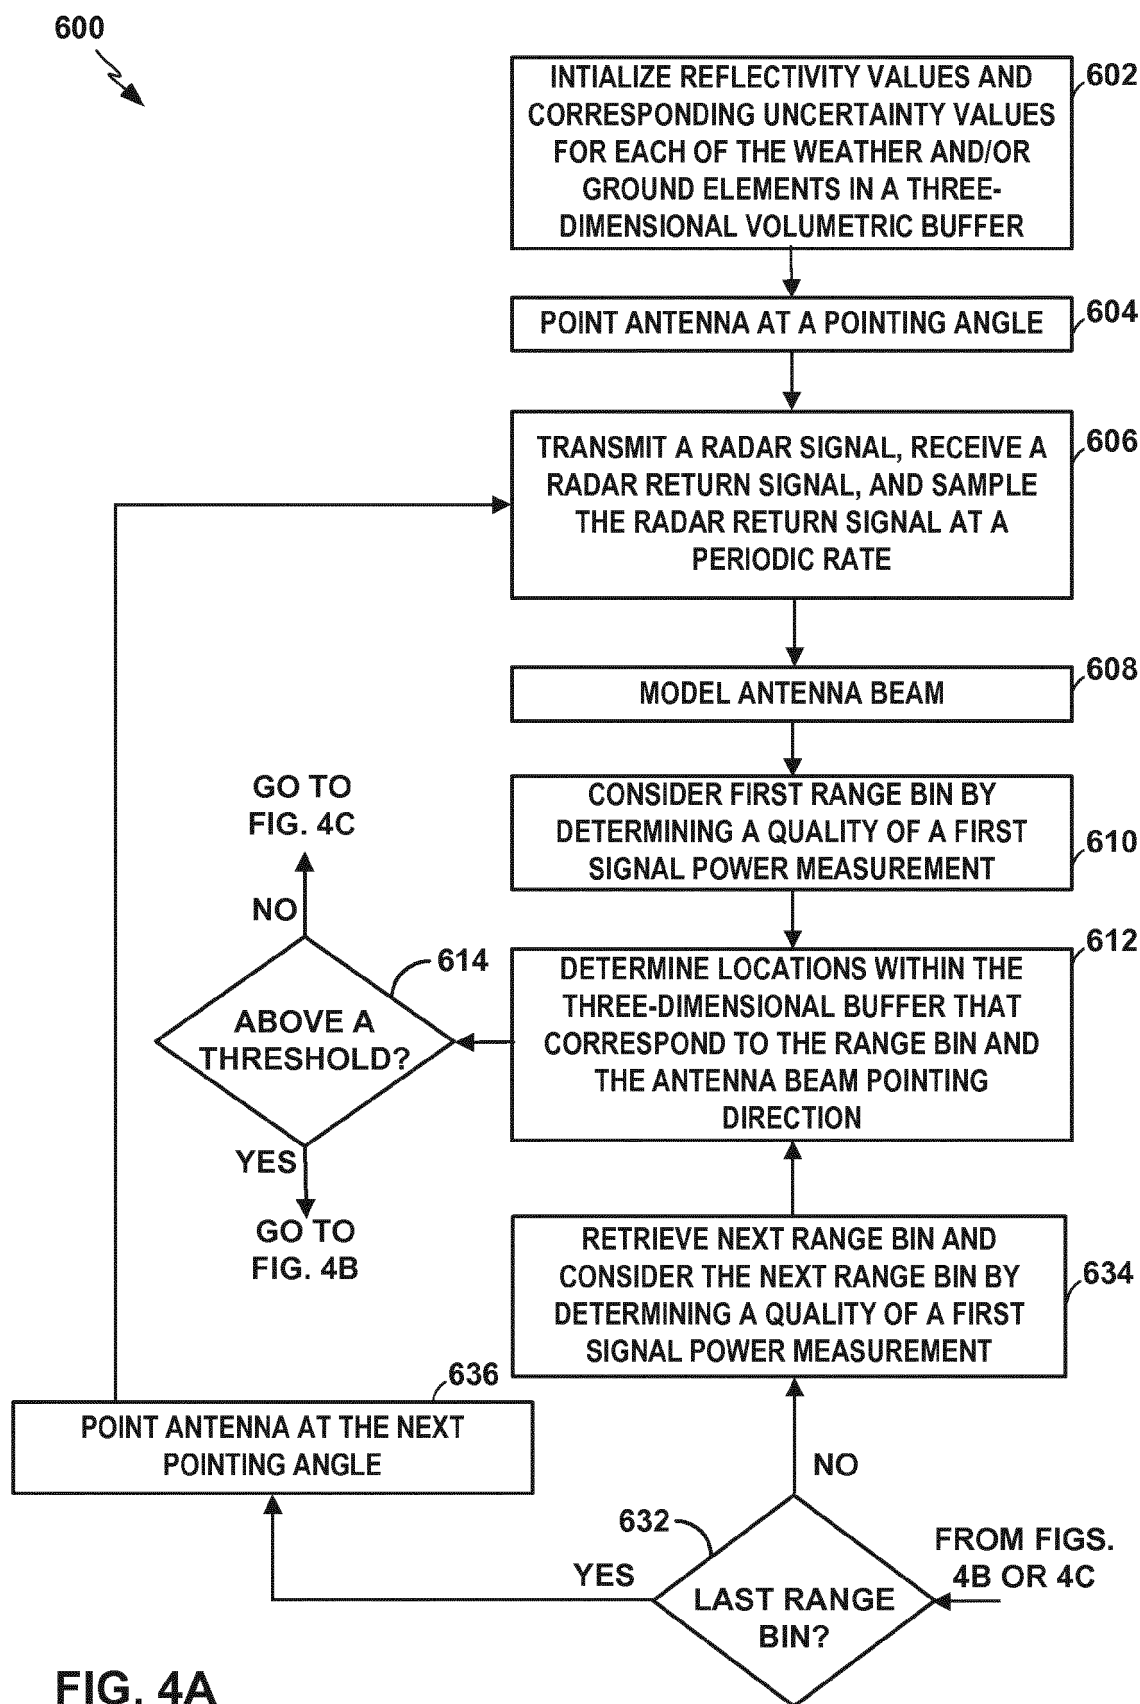 600
INTIALIZE REFLECTIVITY VALUES AND
CORRESPONDING UNCERTAINTY VALUES
FOR EACH OF THE WEATHER AND/OR
GROUND ELEMENTS IN A THREE-
DIMENSIONAL VOLUMETRIC BUFFER
602
POINT ANTENNA AT A POINTING ANGLE
604
TRANSMIT A RADAR SIGNAL, RECEIVE A
RADAR RETURN SIGNAL, AND SAMPLE
THE RADAR RETURN SIGNAL AT A
PERIODIC RATE
606
MODEL ANTENNA BEAM
608
CONSIDER FIRST RANGE BIN BY
DETERMINING A QUALITY OF A FIRST
SIGNAL POWER MEASUREMENT
610
DETERMINE LOCATIONS WITHIN THE
THREE-DIMENSIONAL BUFFER THAT
CORRESPOND TO THE RANGE BIN AND
THE ANTENNA BEAM POINTING
DIRECTION
612
GO TO
FIG. 4C
NO
614
ABOVE A
THRESHOLD?
YES
GO TO
FIG. 4B
RETRIEVE NEXT RANGE BIN AND
CONSIDER THE NEXT RANGE BIN BY
DETERMINING A QUALITY OF A FIRST
SIGNAL POWER MEASUREMENT
634
636
POINT ANTENNA AT THE NEXT
POINTING ANGLE
NO
632
YES
LAST RANGE
BIN?
FROM FIGS.
4B OR 4C
FIG. 4A